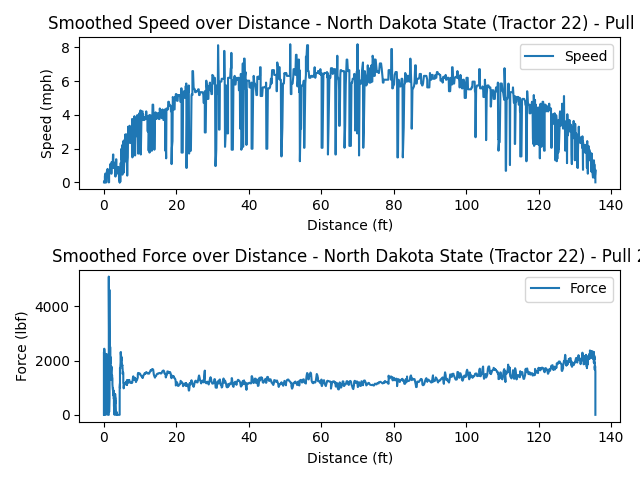 Smoothed Speed over Distance - North Dakota State (Tractor 22) - Pull
8
6
4
2
0
Speed (mph)
Speed
0 20 40 60 80 100 120 140
Distance (ft)
Smoothed Force over Distance - North Dakota State (Tractor 22) - Pull 2
4000
2000
0
Force (lbf)
Force
0 20 40 60 80 100 120 140
Distance (ft)